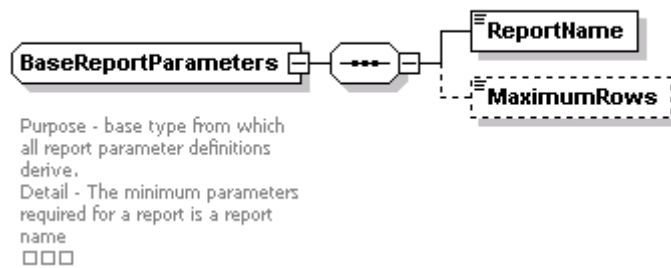 BaseReportParameters
ReportName
MaximumRows
Purpose - base type from which
all report parameter definitions
derive.
Detail - The minimum parameters
required for a report is a report
name